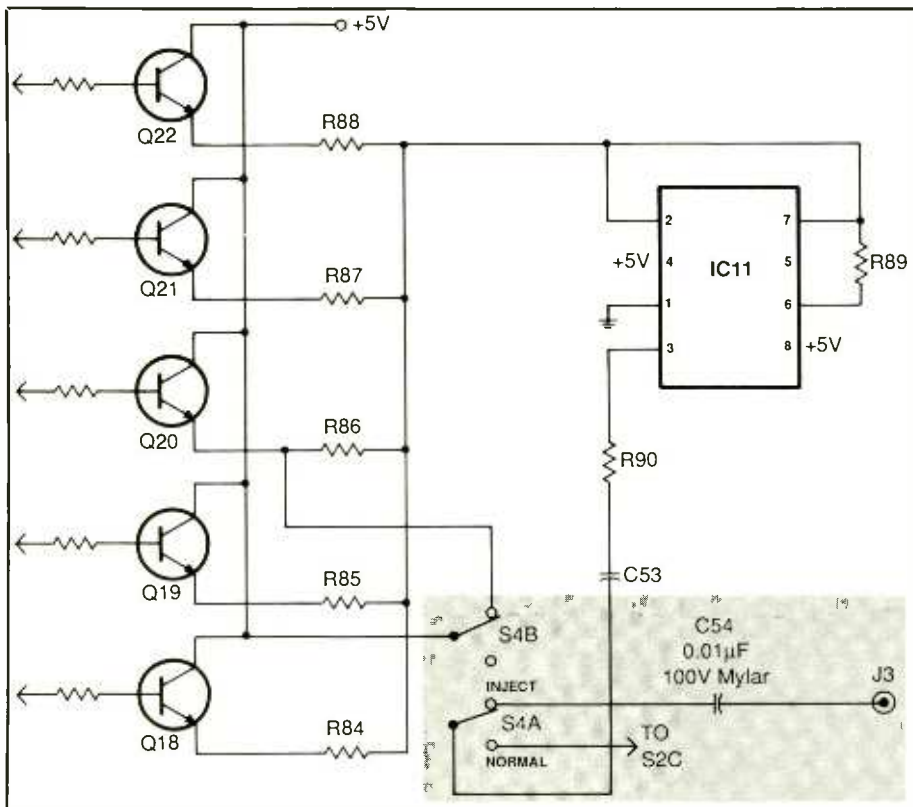 +5V
Q22
R88
Q21
R87
Q20
R86
Q19
R85
Q18
R84
2
4
1
3
7
5
6
8
IC11
+5V
+5V
R89
R90
C53
S4B
INJECT
S4A
NORMAL
TO
S2C
C54
0.01µF
100V Mylar
J3